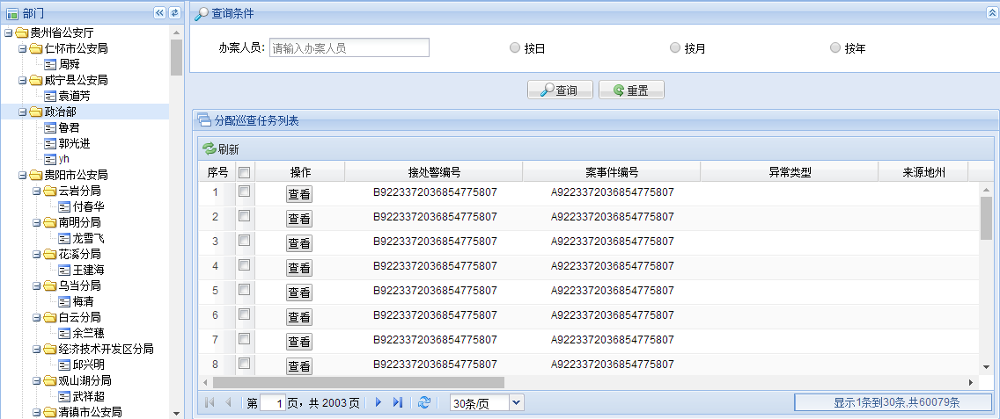 部门
贵州省公安厅
仁怀市公安局
周舜
威宁县公安局
袁道芳
政治部
鲁君
郭光进
yh
贵阳市公安局
云岩分局
付春华
南明分局
龙雪飞
花溪分局
王建海
乌当分局
梅清
白云分局
余竺穗
经济技术开发区分局
邱兴明
观山湖分局
武祥超
清镇市公安局
查询条件
办案人员: 请输入办案人员 按日 按月 按年
查询 重置
分配巡查任务列表
刷新
序号 操作 接处警编号 案事件编号 异常类型 来源地州
1 查看 B9223372036854775807 A9223372036854775807
2 查看 B9223372036854775807 A9223372036854775807
3 查看 B9223372036854775807 A9223372036854775807
4 查看 B9223372036854775807 A9223372036854775807
5 查看 B9223372036854775807 A9223372036854775807
6 查看 B9223372036854775807 A9223372036854775807
7 查看 B9223372036854775807 A9223372036854775807
8 查看 B9223372036854775807 A9223372036854775807
第 1 页，共 2003 页 30条/页 显示1条到30条,共60079条